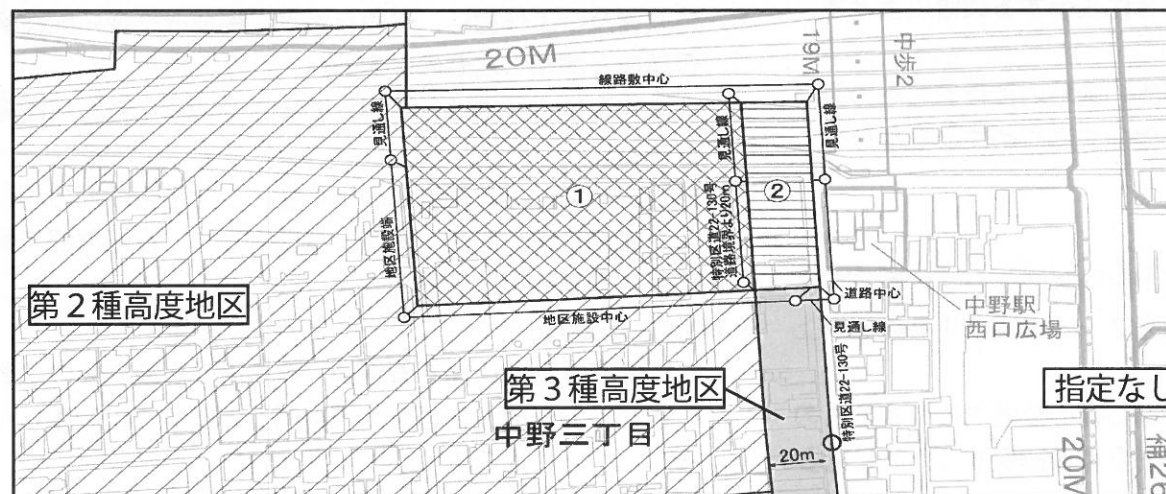 20M
19M
中歩2
線路敷中心
見通し線
見通し線
見通し線
①
②
特別区道22-130号
道路境界より20m
地区施設端
第2種高度地区
地区施設中心
道路中心
見通し線
中野駅
西口広場
第3種高度地区
中野三丁目
特別区道22-130号
指定なし
20m
20M